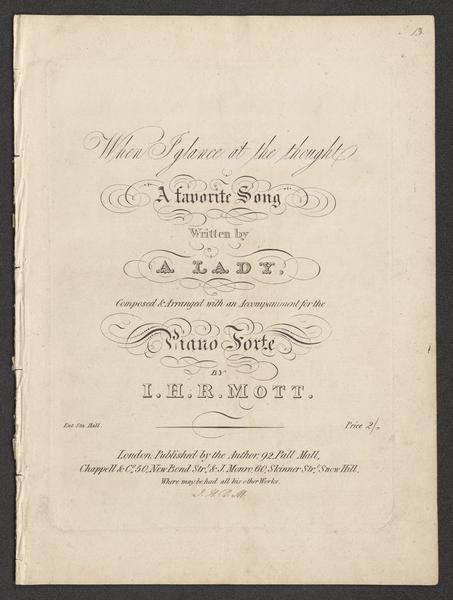 13
When I glance at the thought
A favorite Song
Written by
A LADY,
Composed & Arranged with an Accompaniment for the
Piano Forte
BY
I. H. R. MOTT.
Ent. Sta. Hall. Price 2/-
London, Published by the Author, 92, Pall Mall,
Chappell & Co. 50, New Bond Strt. & J. Monro, 60, Skinner Strt. Snow Hill,
Where may be had all his other Works.